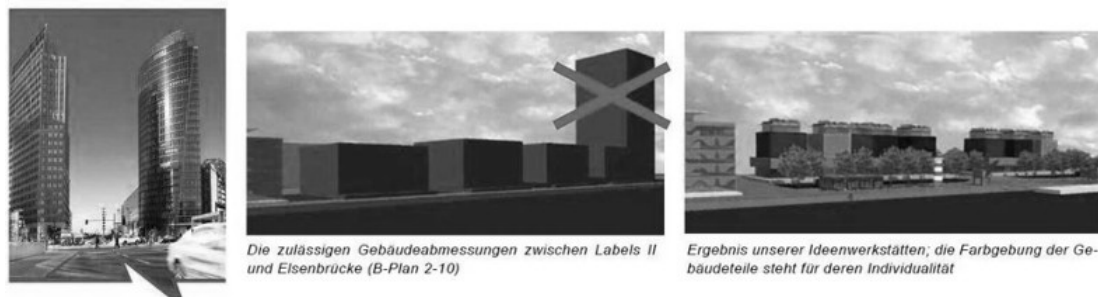 Die zulässigen Gebäudeabmessungen zwischen Labels II
und Elsenbrücke (B-Plan 2-10)
Ergebnis unserer Ideenwerkstätten; die Farbgebung der Ge-
bäudeteile steht für deren Individualität